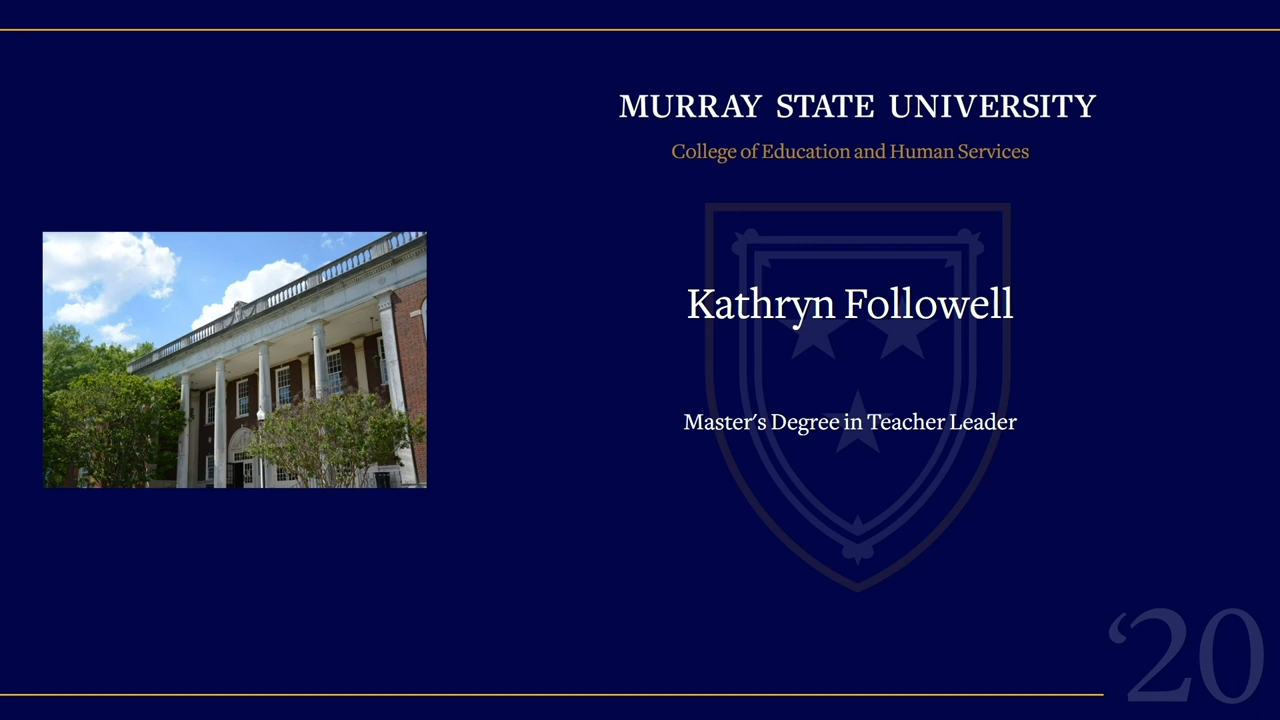 MURRAY STATE UNIVERSITY
College of Education and Human Services
Kathryn Followell
Master's Degree in Teacher Leader
‘20